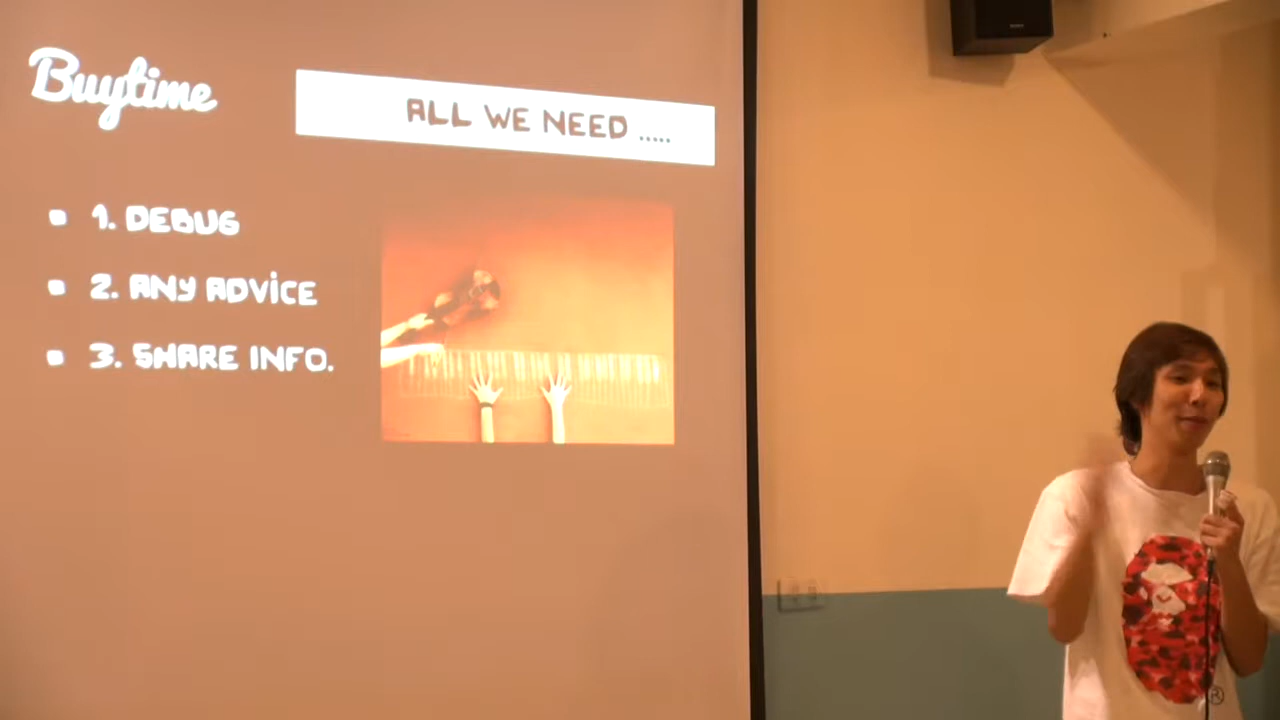 Buytime
ALL WE NEED .....
1. DEBUG
2. ANY ADVICE
3. SHARE INFO.
®